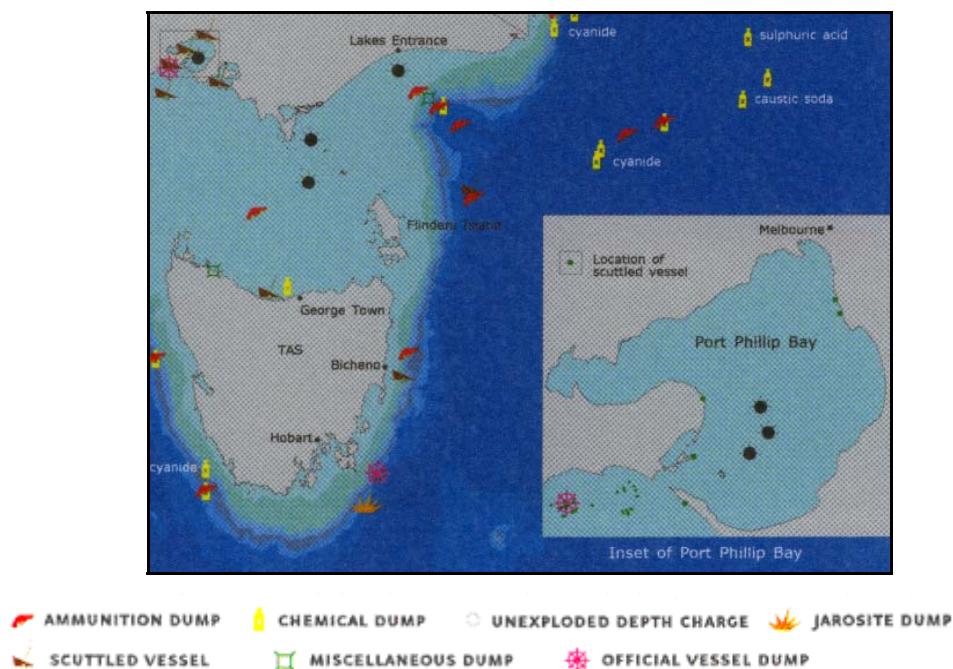 Lakes Entrance
cyanide
sulphuric acid
caustic soda
cyanide
Flinders Island
Melbourne
Location of
scuttled vessel
George Town
Port Phillip Bay
TAS
Bicheno
Hobart
cyanide
Inset of Port Phillip Bay
AMMUNITION DUMP
CHEMICAL DUMP
UNEXPLODED DEPTH CHARGE
JAROSITE DUMP
SCUTTLED VESSEL
MISCELLANEOUS DUMP
OFFICIAL VESSEL DUMP